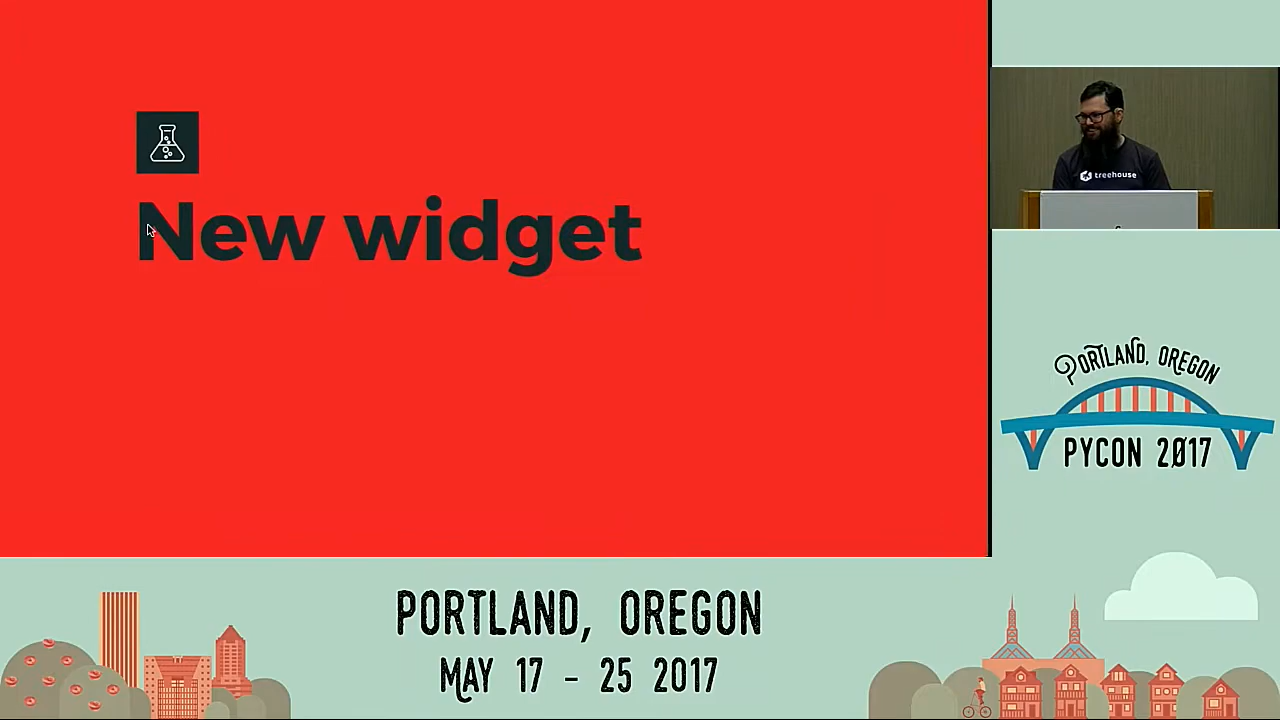 New widget
treehouse
PORTLAND, OREGON
PYCON 2017
PORTLAND, OREGON
MAY 17 - 25 2017